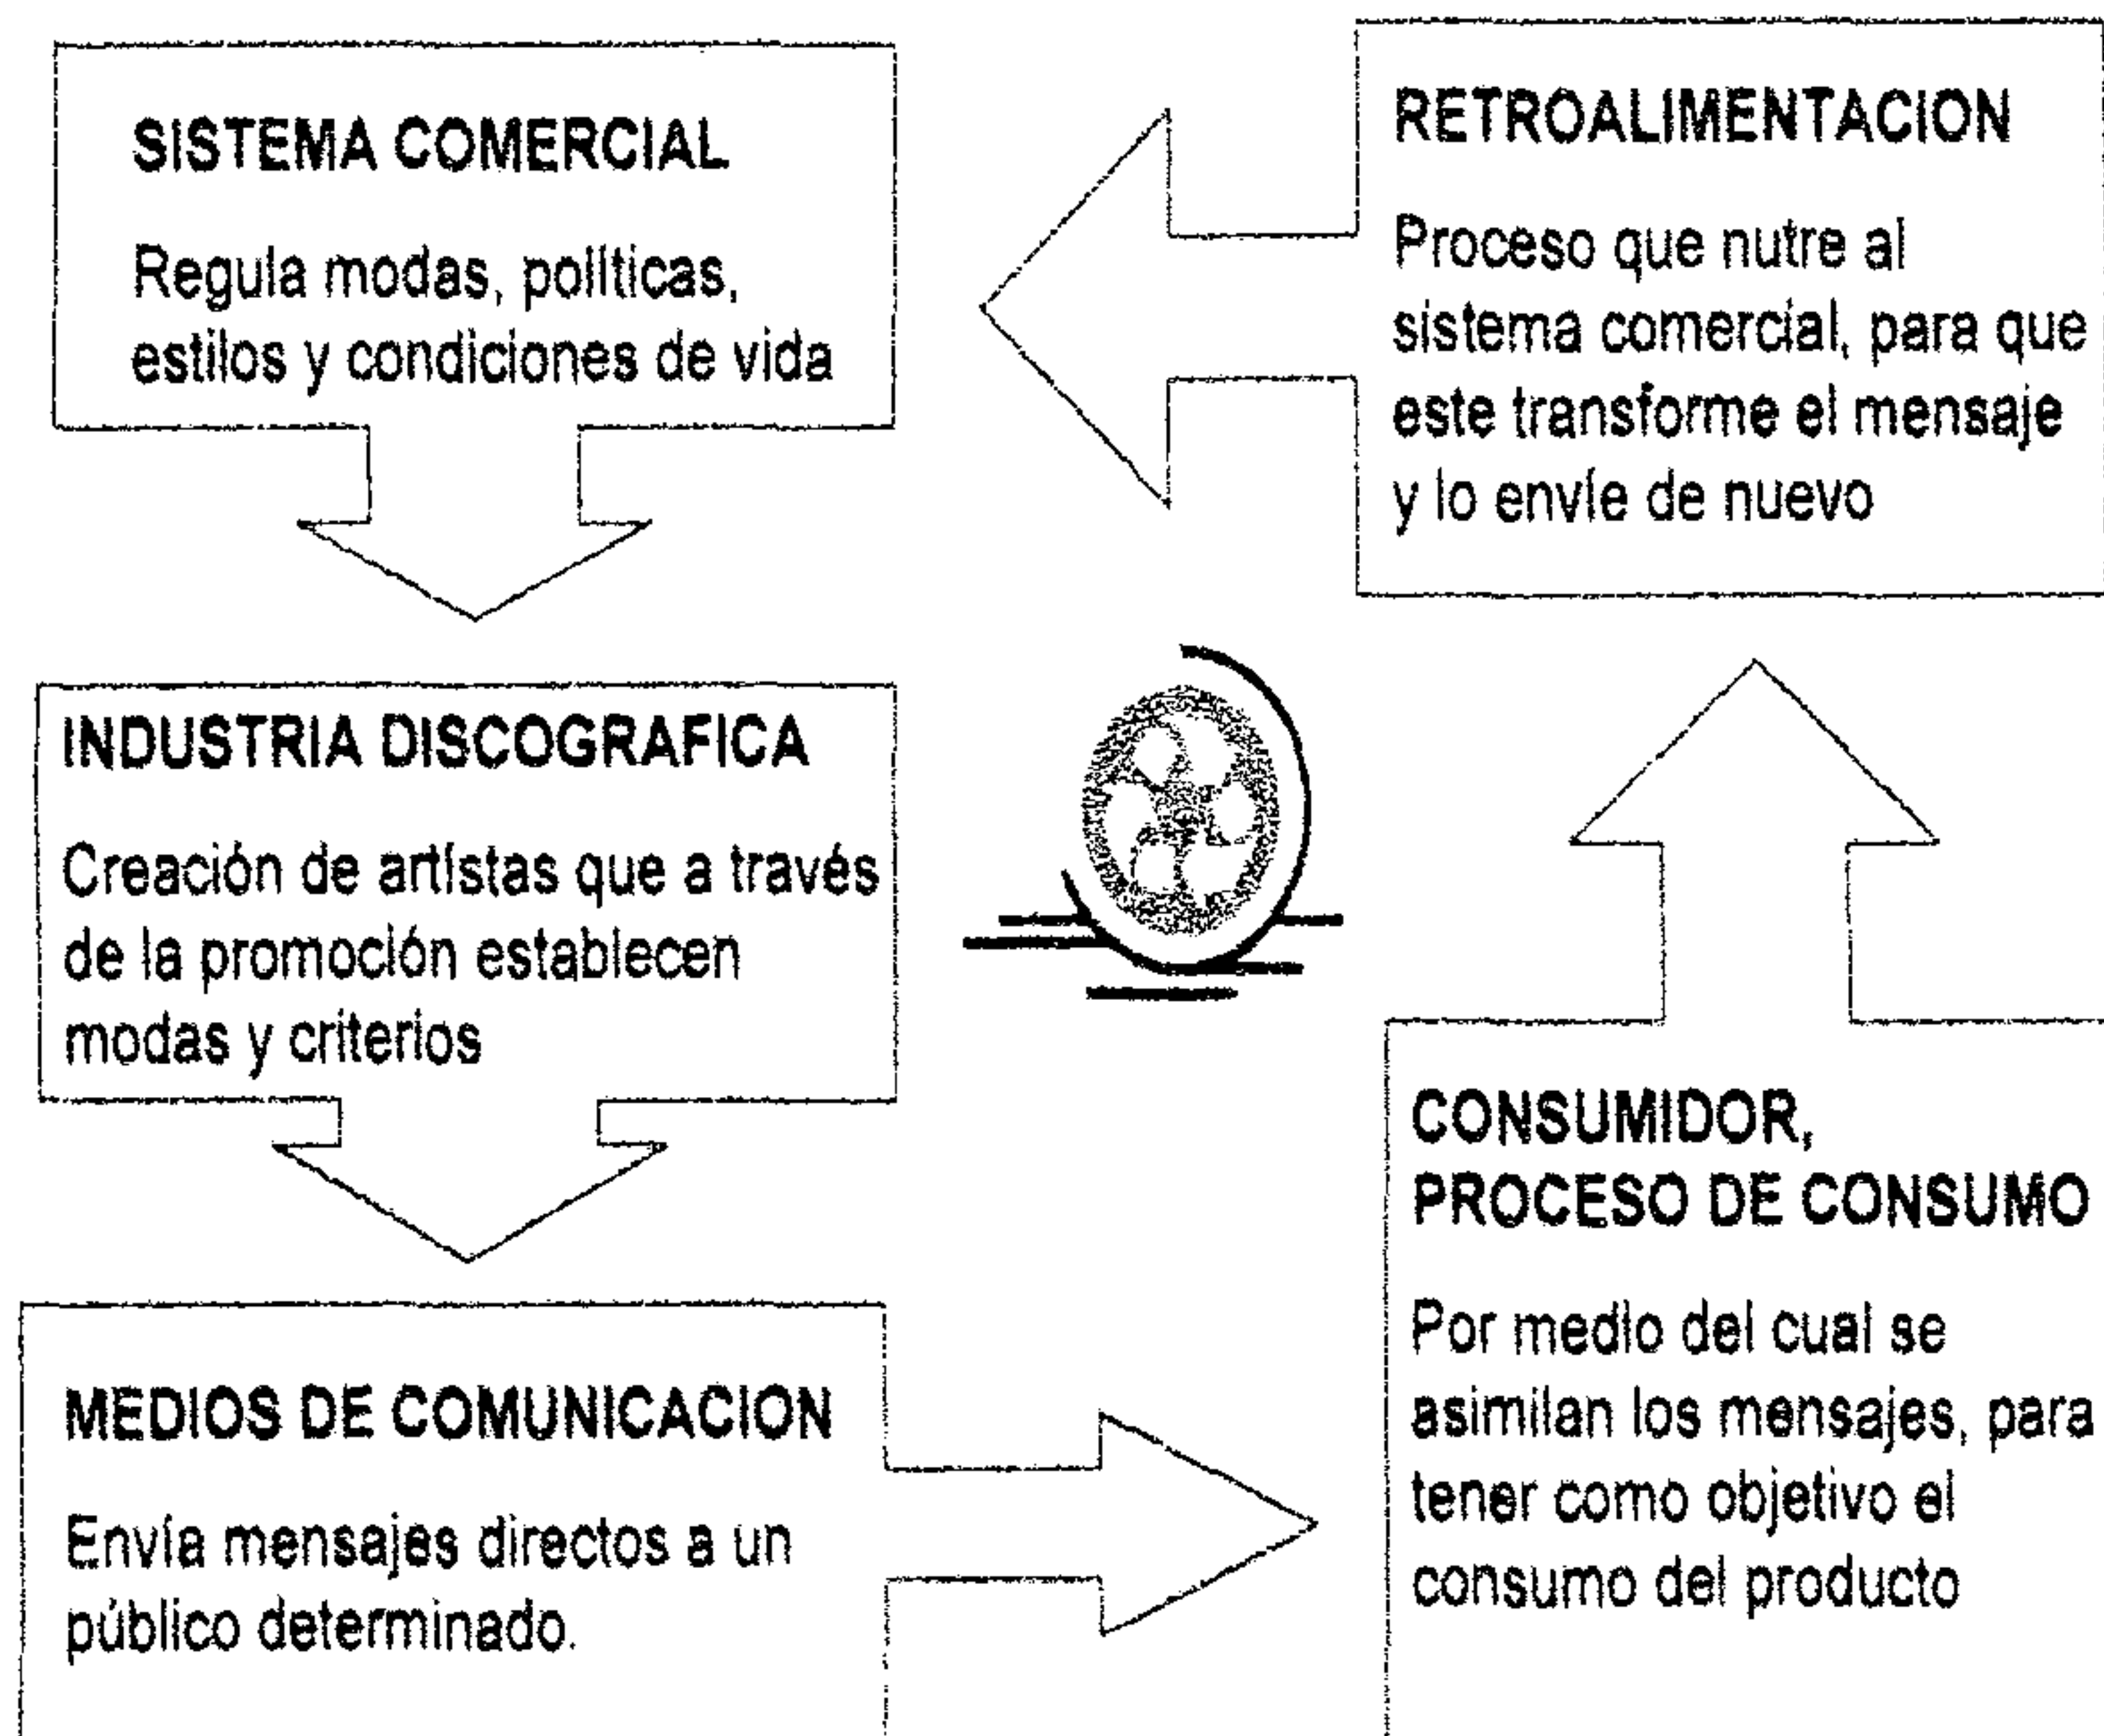 SISTEMA COMERCIAL
Regula modas, políticas,
estilos y condiciones de vida
INDUSTRIA DISCOGRAFICA
Creación de artístas que a través
de la promoción establecen
modas y criterios
MEDIOS DE COMUNICACION
Envía mensajes directos a un
público determinado.
CONSUMIDOR,
PROCESO DE CONSUMO
Por medio del cual se
asimilan los mensajes, para
tener como objetivo el
consumo del producto
RETROALIMENTACION
Proceso que nutre al
sistema comercial, para que
este transforme el mensaje
y lo envíe de nuevo